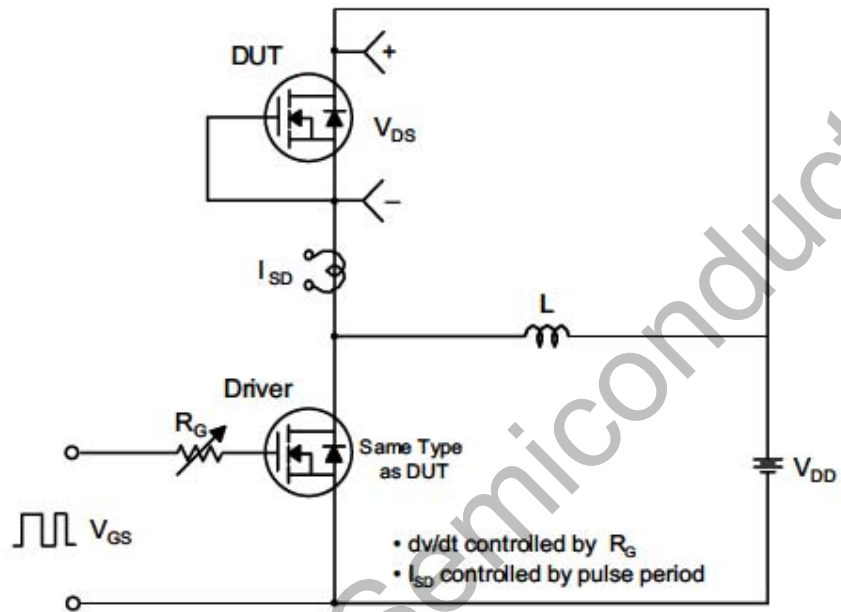 DUT
+
V_DS
–
I_SD
L
Driver
R_G
Same Type
as DUT
V_DD
V_GS
• dv/dt controlled by R_G
• I_SD controlled by pulse period
Semiconduct